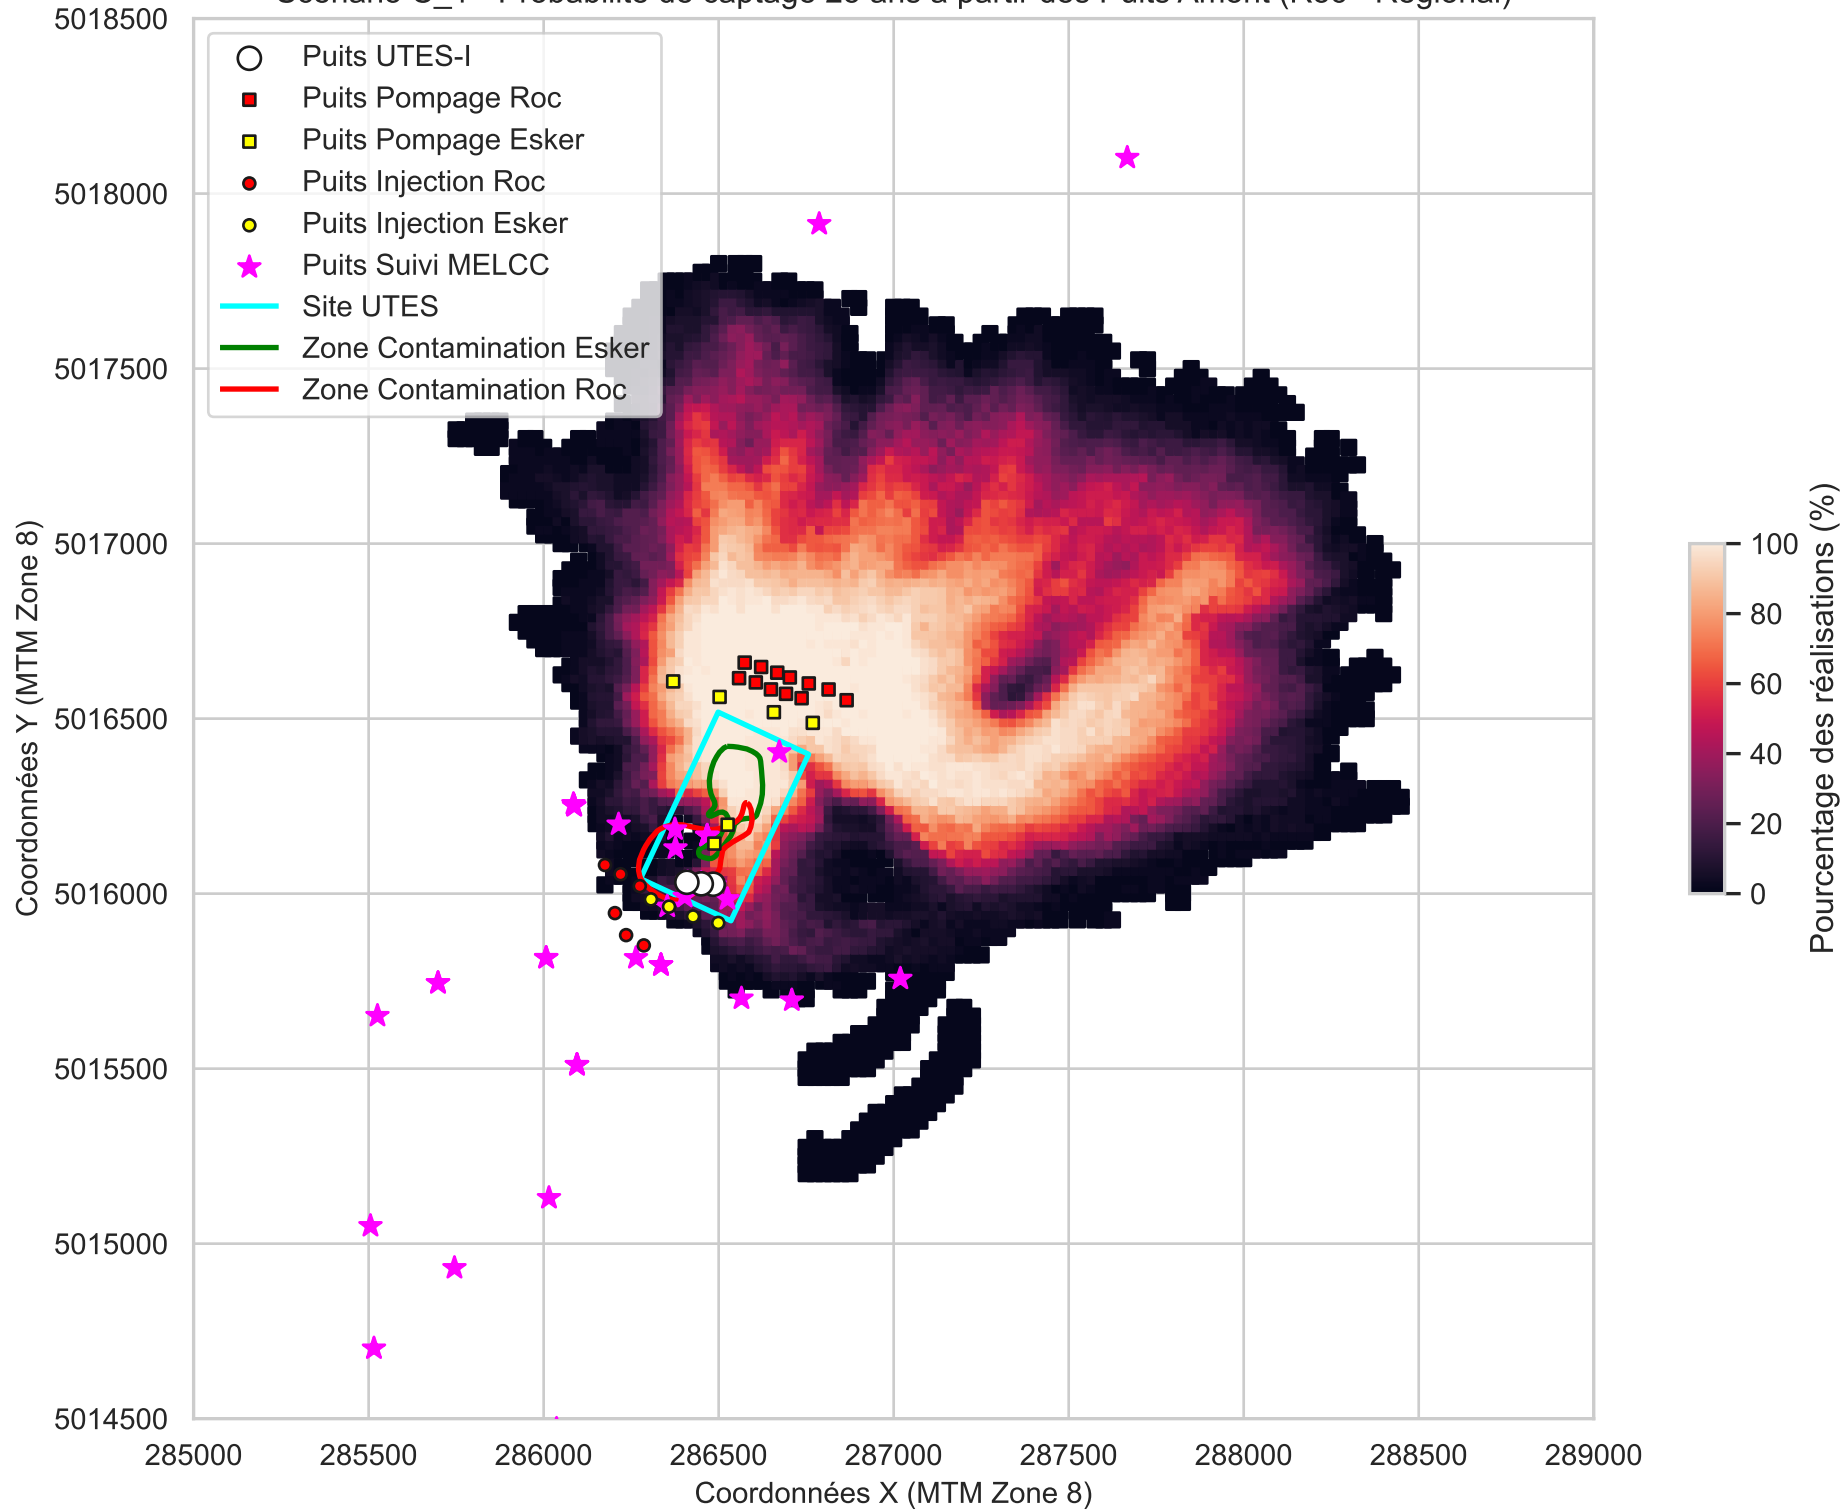 5018500
Puits UTES-I
Puits Pompage Roc
Puits Pompage Esker
Puits Injection Roc
Puits Injection Esker
Puits Suivi MELCC
Site UTES
Zone Contamination Esker
Zone Contamination Roc
5018000
5017500
5017000
5016500
5016000
5015500
5015000
5014500
Coordonnées Y (MTM Zone 8)
285000 285500 286000 286500 287000 287500 288000 288500 289000
Coordonnées X (MTM Zone 8)
100
80
60
40
20
0
Pourcentage des réalisations (%)